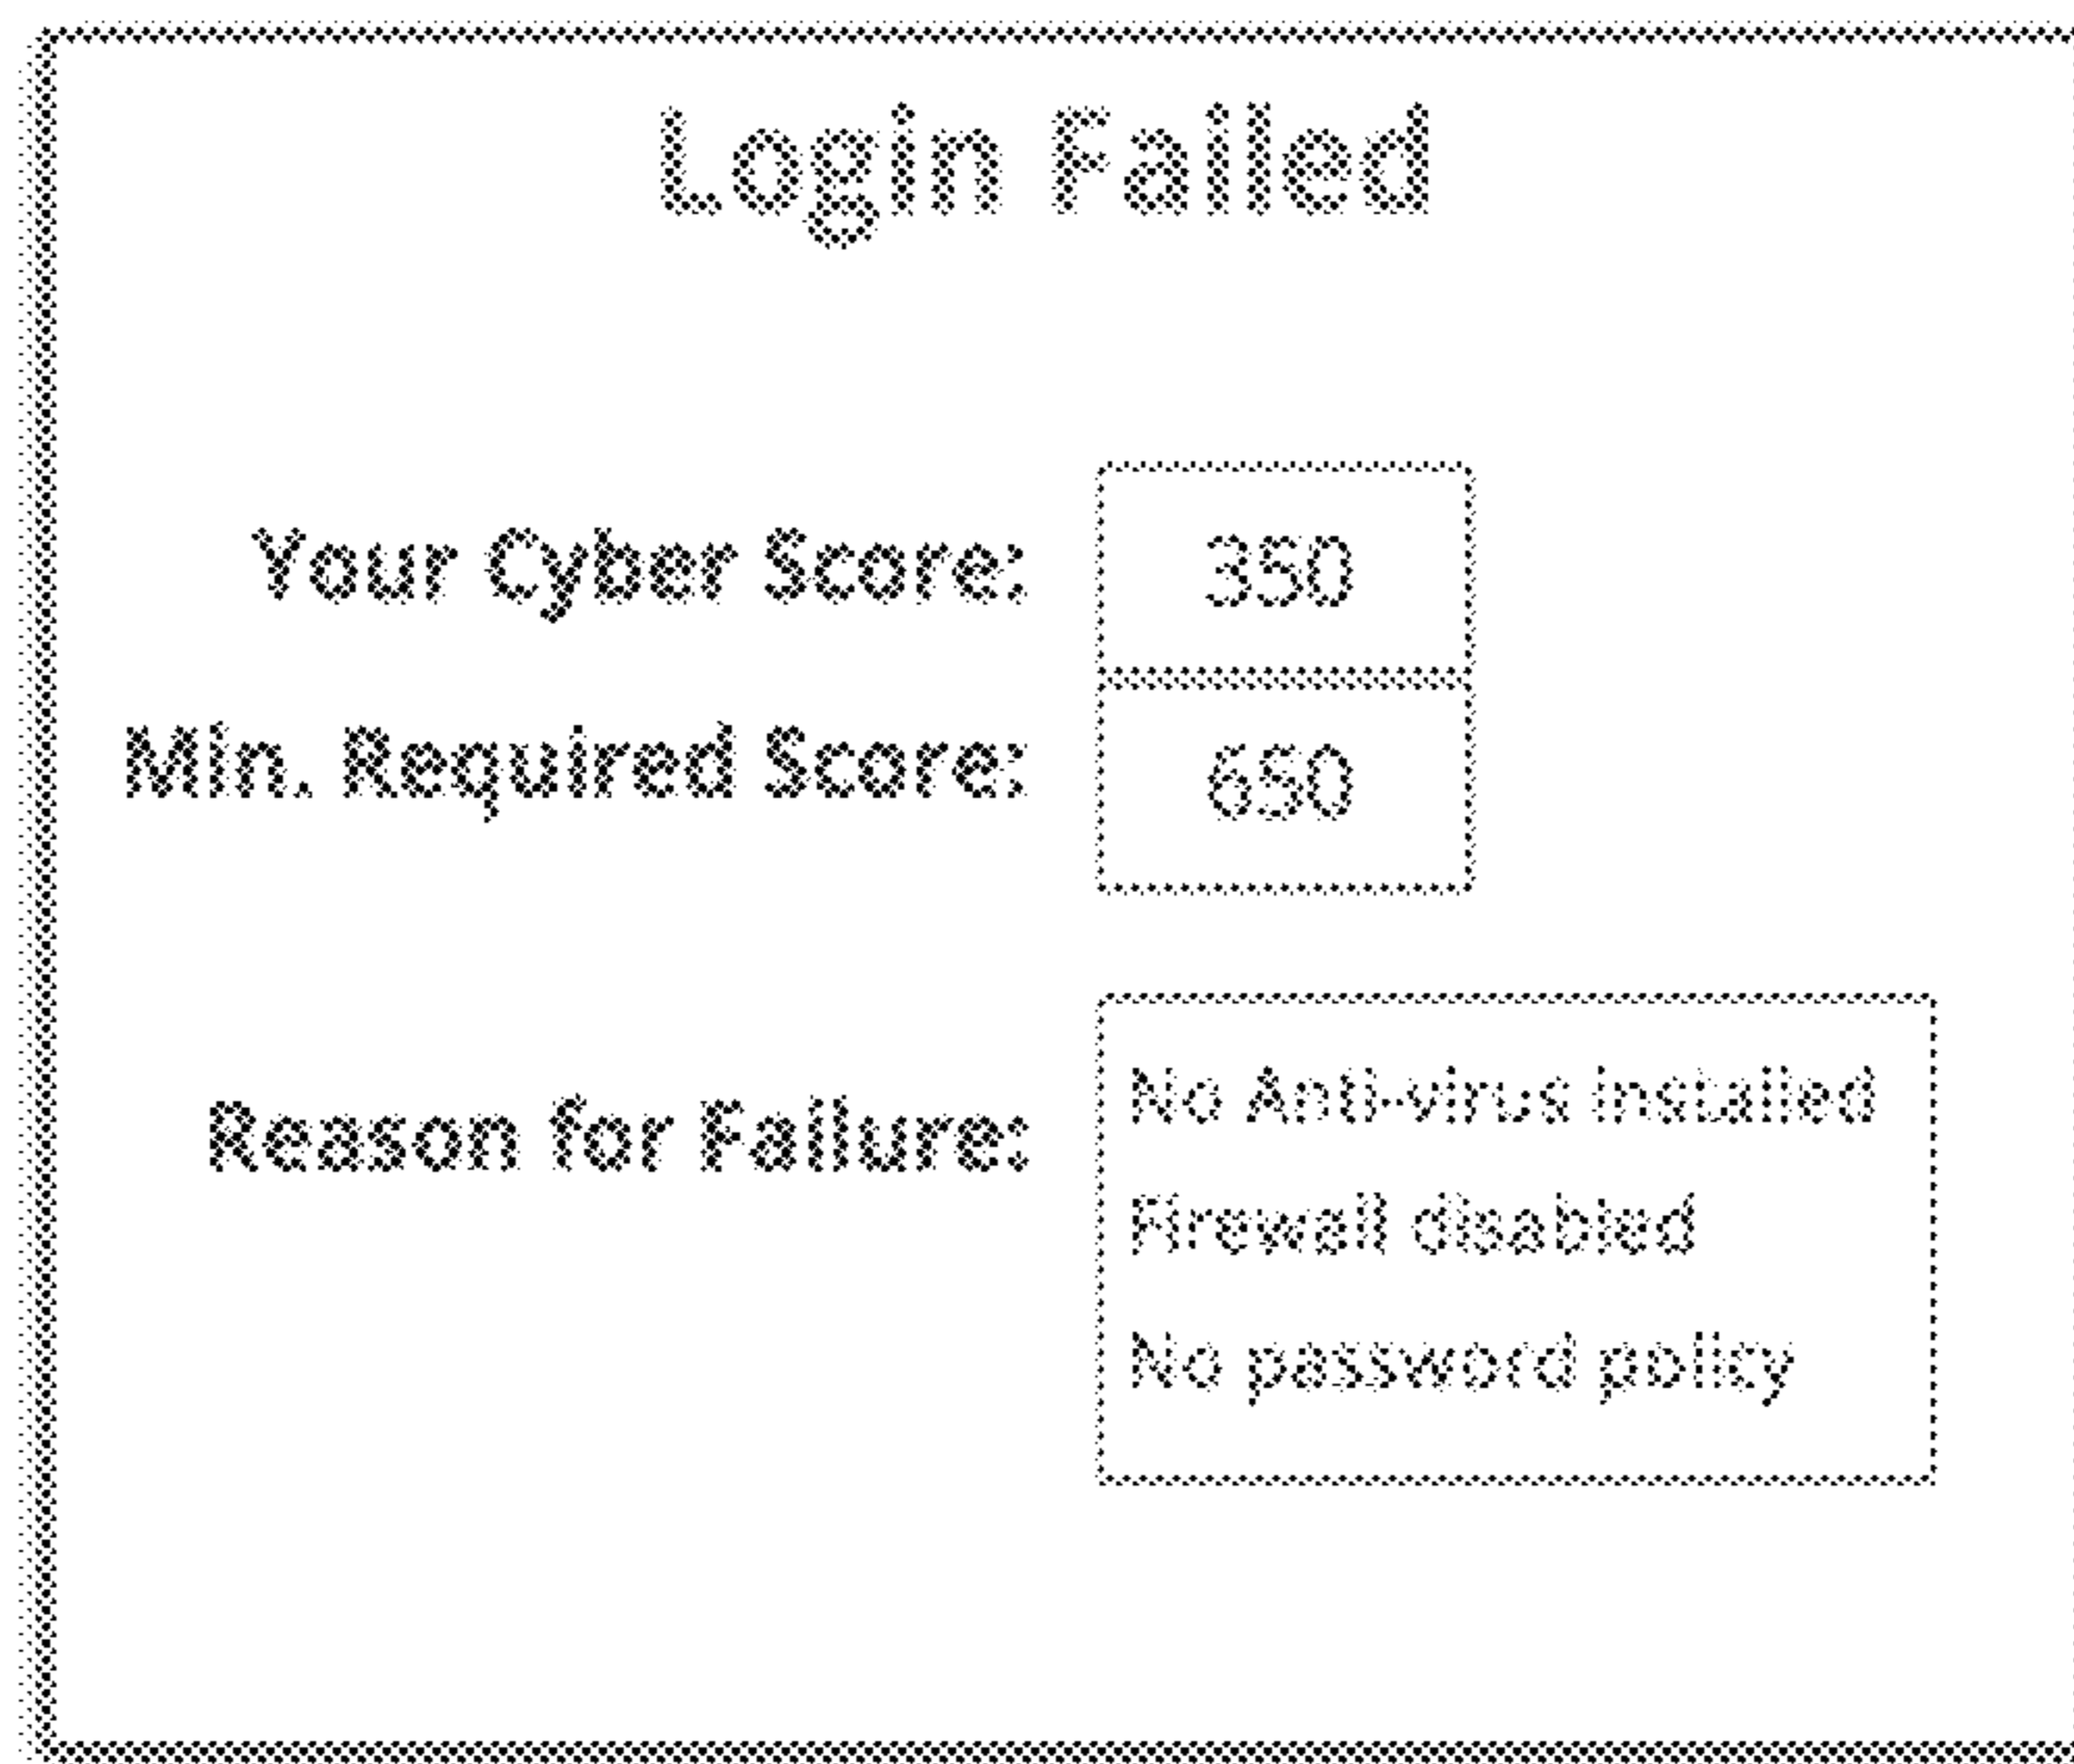 Login Failed
Your Cyber Score: 350
Min. Required Score: 650
Reason for Failure: No Anti-virus installed
Firewall disabled
No password policy